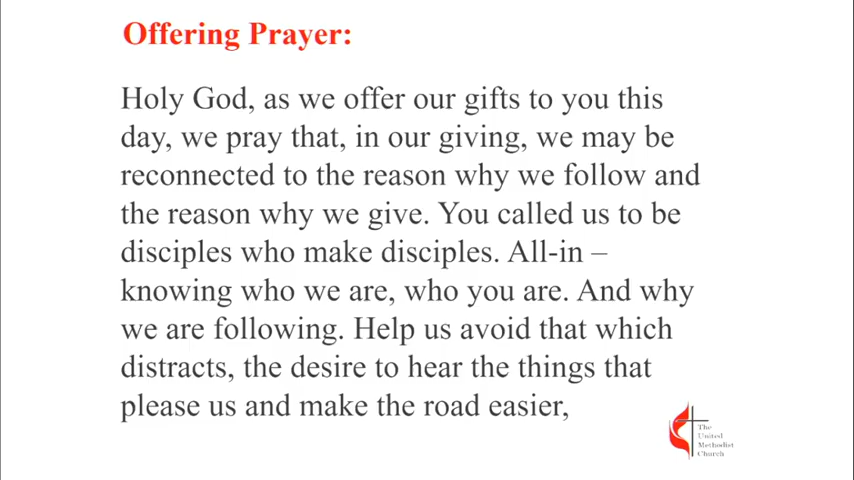 Offering Prayer:
Holy God, as we offer our gifts to you this
day, we pray that, in our giving, we may be
reconnected to the reason why we follow and
the reason why we give. You called us to be
disciples who make disciples. All-in –
knowing who we are, who you are. And why
we are following. Help us avoid that which
distracts, the desire to hear the things that
please us and make the road easier,
The
United
Methodist
Church